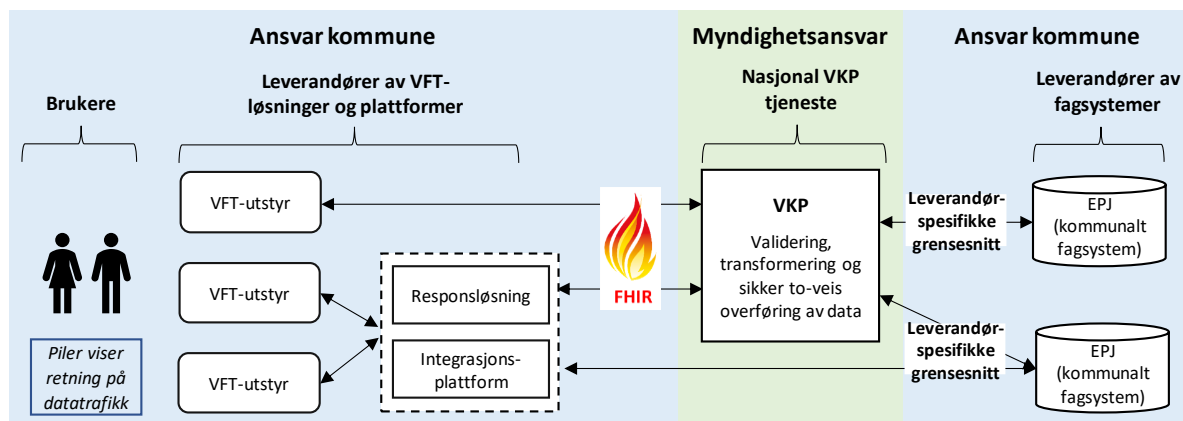 Ansvar kommune
Myndighetsansvar
Ansvar kommune
Brukere
Leverandører av VFT-
løsninger og plattformer
Nasjonal VKP
tjeneste
Leverandører av
fagsystemer
VFT-utstyr
VFT-utstyr
VFT-utstyr
Responsløsning
Integrasjons-
plattform
FHIR
VKP
Validering,
transformering og
sikker to-veis
overføring av data
Leverandør-
spesifikke
grensesnitt
Leverandør-
spesifikke
grensesnitt
EPJ
(kommunalt
fagsystem)
EPJ
(kommunalt
fagsystem)
Piler viser
retning på
datatrafikk